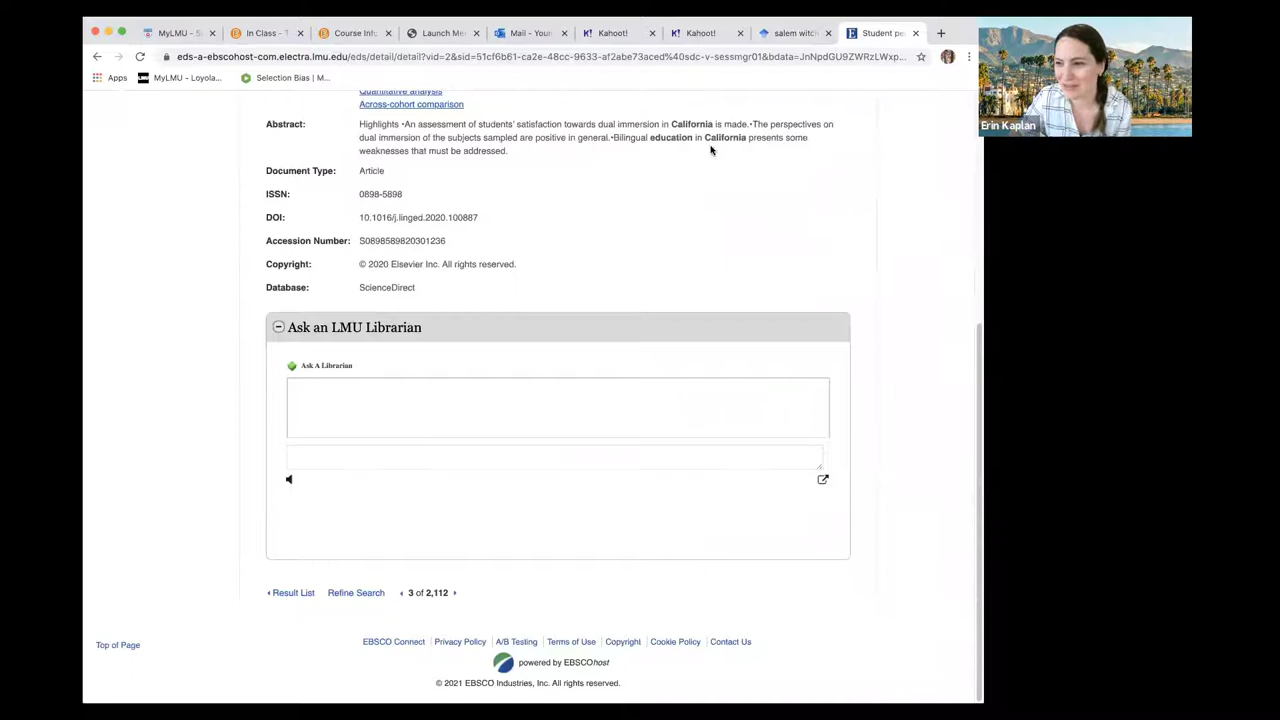 MyLMU - S
In Class - T
Course Infu
Launch Me
Mail - Your
Kahoot!
Kahoot!
salem witch
Student pe
eds-a-ebscohost-com.electra.lmu.edu/eds/detail/detail?vid=2&sid=51cf6b61-ca2e-48cc-9633-af2abe73aced%40sdc-v-sessmgr01&bdata=JnNpdGU9ZWRzLWxp...
Apps
MyLMU - Loyola...
Selection Bias | M...
Erin Kaplan
Quantitative analysis
Across-cohort comparison
Abstract: Highlights •An assessment of students' satisfaction towards dual immersion in California is made.•The perspectives on
dual immersion of the subjects sampled are positive in general.•Bilingual education in California presents some
weaknesses that must be addressed.
Document Type: Article
ISSN: 0898-5898
DOI: 10.1016/j.linged.2020.100887
Accession Number: S0898589820301236
Copyright: © 2020 Elsevier Inc. All rights reserved.
Database: ScienceDirect
Ask an LMU Librarian
Ask A Librarian
Result List Refine Search 3 of 2,112
Top of Page
EBSCO Connect Privacy Policy A/B Testing Terms of Use Copyright Cookie Policy Contact Us
powered by EBSCOhost
© 2021 EBSCO Industries, Inc. All rights reserved.